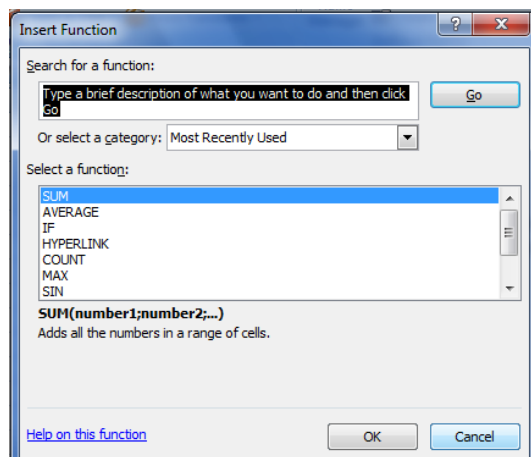 Insert Function
Search for a function:
Type a brief description of what you want to do and then click
Go
Go
Or select a category: Most Recently Used
Select a function:
SUM
AVERAGE
IF
HYPERLINK
COUNT
MAX
SIN
SUM(number1;number2;...)
Adds all the numbers in a range of cells.
Help on this function
OK
Cancel